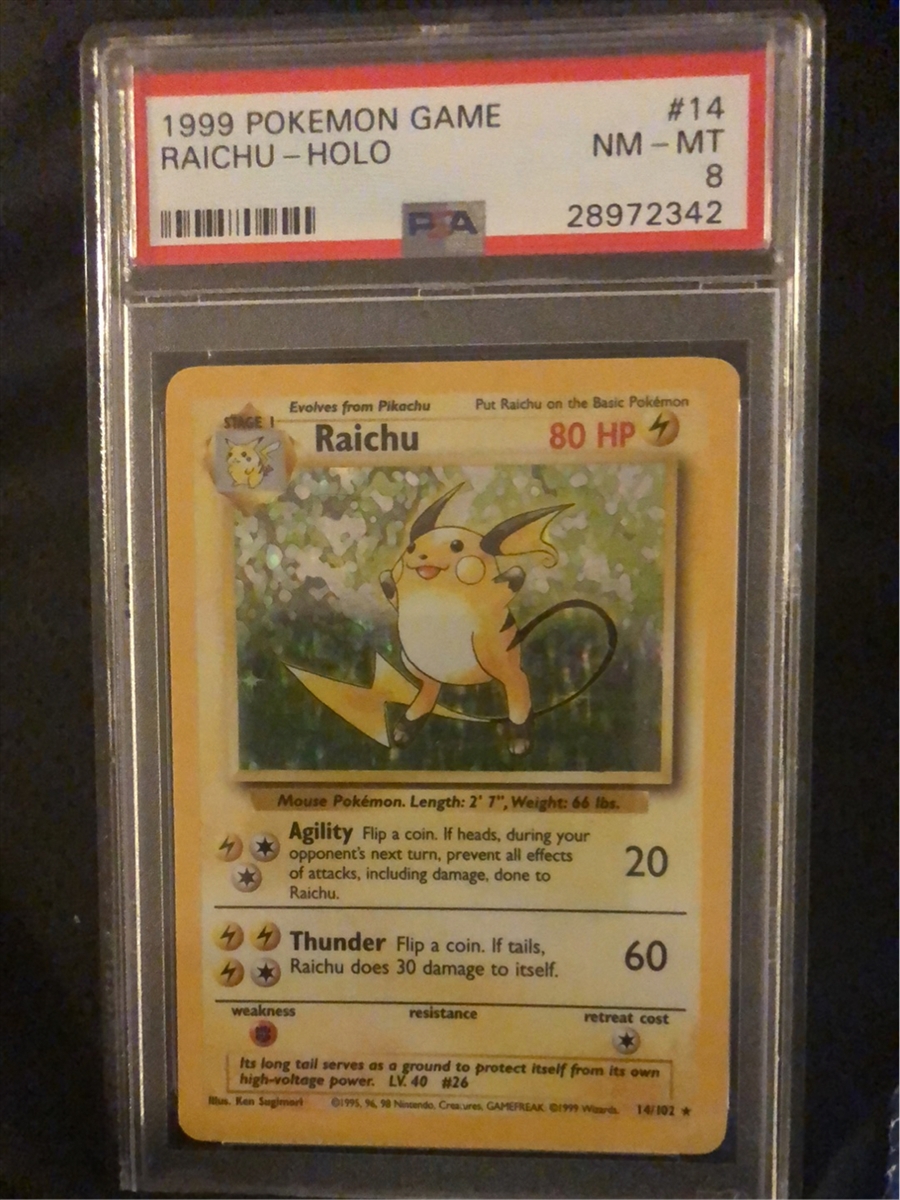 1999 POKEMON GAME #14
RAICHU - HOLO NM - MT
8
PSA 28972342
Evolves from Pikachu Put Raichu on the Basic Pokémon
STAGE 1
Raichu 80 HP
Mouse Pokémon. Length: 2' 7", Weight: 66 lbs.
Agility Flip a coin. If heads, during your
opponent's next turn, prevent all effects
of attacks, including damage, done to
Raichu.
20
Thunder Flip a coin. If tails,
Raichu does 30 damage to itself.
60
weakness resistance retreat cost
Its long tail serves as a ground to protect itself from its own
high-voltage power. LV. 40 #26
Illus. Ken Sugimori ©1995, 96, 98 Nintendo, Creatures, GAMEFREAK. ©1999 Wizards. 14/102 ★